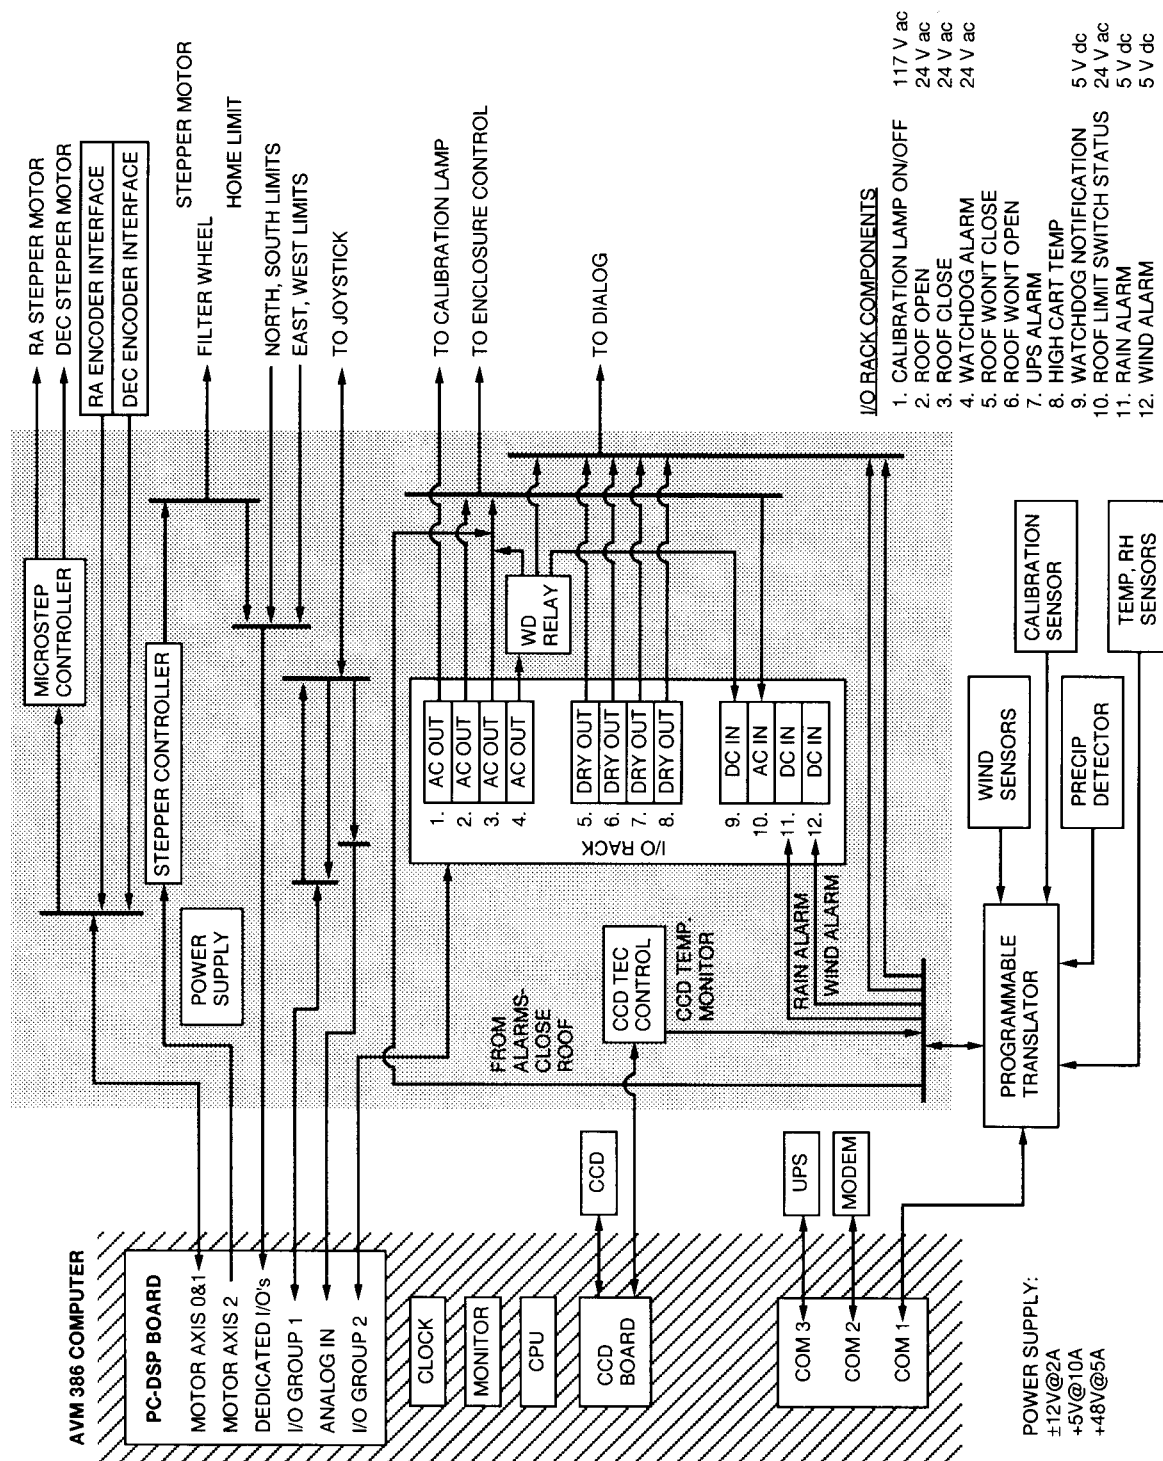 AVM 386 COMPUTER
PC-DSP BOARD
MOTOR AXIS 0&1
MOTOR AXIS 2
DEDICATED I/O's
I/O GROUP 1
ANALOG IN
I/O GROUP 2
CLOCK
MONITOR
CPU
CCD
BOARD
COM 3
COM 2
COM 1
CCD
UPS
MODEM
POWER SUPPLY:
±12V@2A
+5V@10A
+48V@5A
MICROSTEP
CONTROLLER
STEPPER CONTROLLER
POWER
SUPPLY
FROM
ALARMS-
CLOSE
ROOF
CCD TEC
CONTROL
CCD TEMP.
MONITOR
RAIN ALARM
WIND ALARM
I/O RACK
1. AC OUT
2. AC OUT
3. AC OUT
4. AC OUT
5. DRY OUT
6. DRY OUT
7. DRY OUT
8. DRY OUT
9. DC IN
10. AC IN
11. DC IN
12. DC IN
WD
RELAY
PROGRAMMABLE
TRANSLATOR
WIND
SENSORS
CALIBRATION
SENSOR
PRECIP
DETECTOR
TEMP, RH
SENSORS
RA STEPPER MOTOR
DEC STEPPER MOTOR
RA ENCODER INTERFACE
DEC ENCODER INTERFACE
STEPPER MOTOR
FILTER WHEEL
HOME LIMIT
NORTH, SOUTH LIMITS
EAST, WEST LIMITS
TO JOYSTICK
TO CALIBRATION LAMP
TO ENCLOSURE CONTROL
TO DIALOG
I/O RACK COMPONENTS
1. CALIBRATION LAMP ON/OFF 117 V ac
2. ROOF OPEN 24 V ac
3. ROOF CLOSE 24 V ac
4. WATCHDOG ALARM 24 V ac
5. ROOF WON'T CLOSE
6. ROOF WON'T OPEN
7. UPS ALARM
8. HIGH CART TEMP
9. WATCHDOG NOTIFICATION 5 V dc
10. ROOF LIMIT SWITCH STATUS 24 V ac
11. RAIN ALARM 5 V dc
12. WIND ALARM 5 V dc